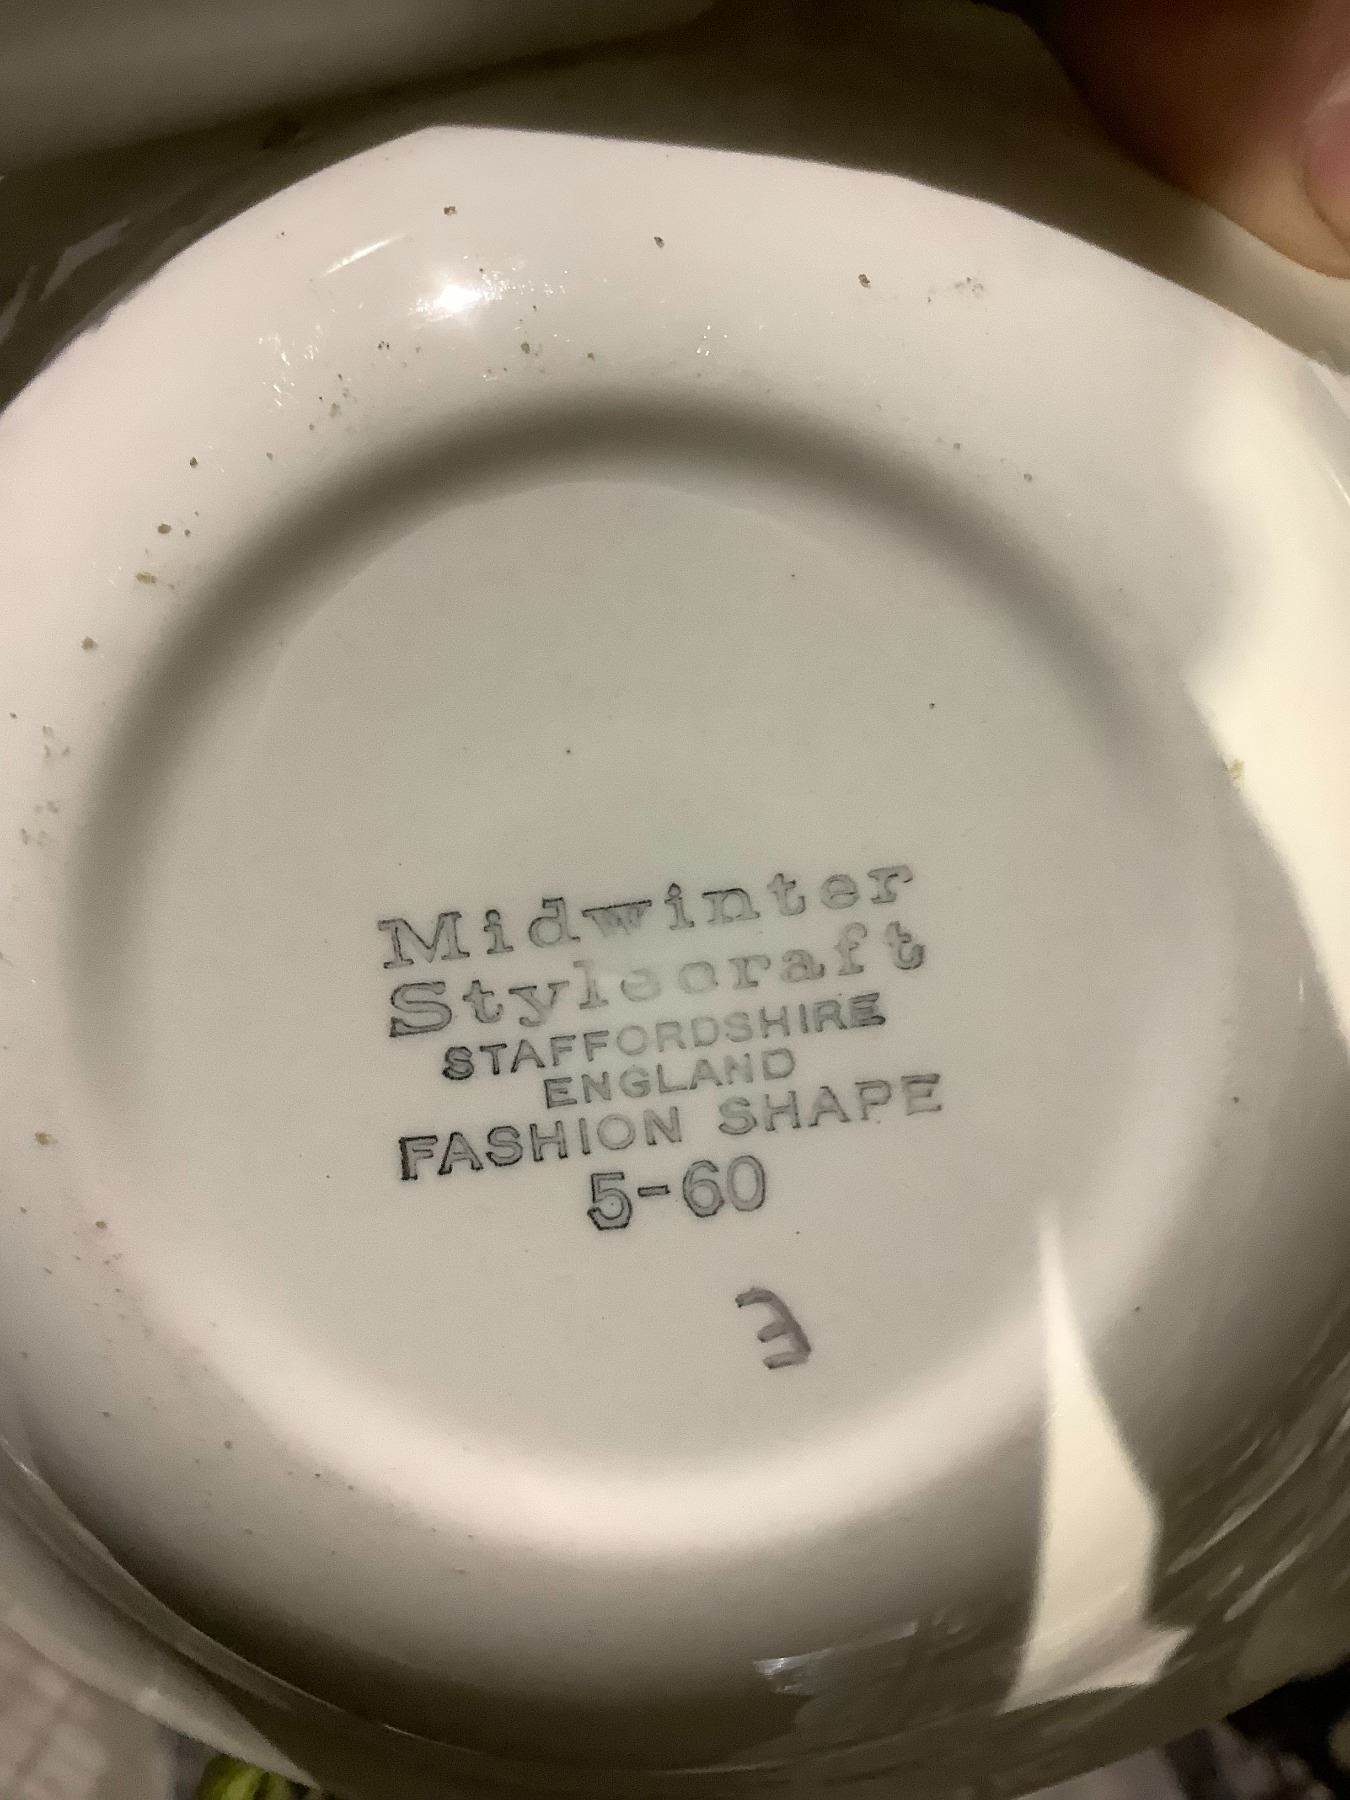 Midwinter
Stylecraft
STAFFORDSHIRE
ENGLAND
FASHION SHAPE
5-60
3